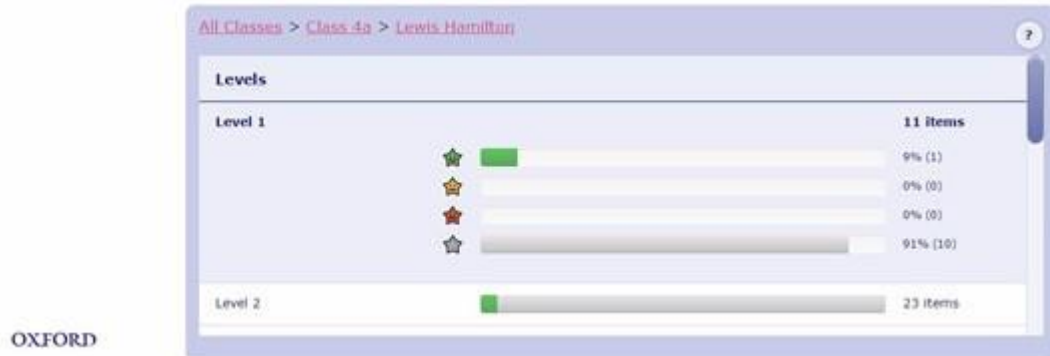 All Classes > Class 4a > Lewis Hamilton
?
Levels
Level 1 11 items
9% (1)
0% (0)
0% (0)
91% (10)
Level 2 23 items
OXFORD